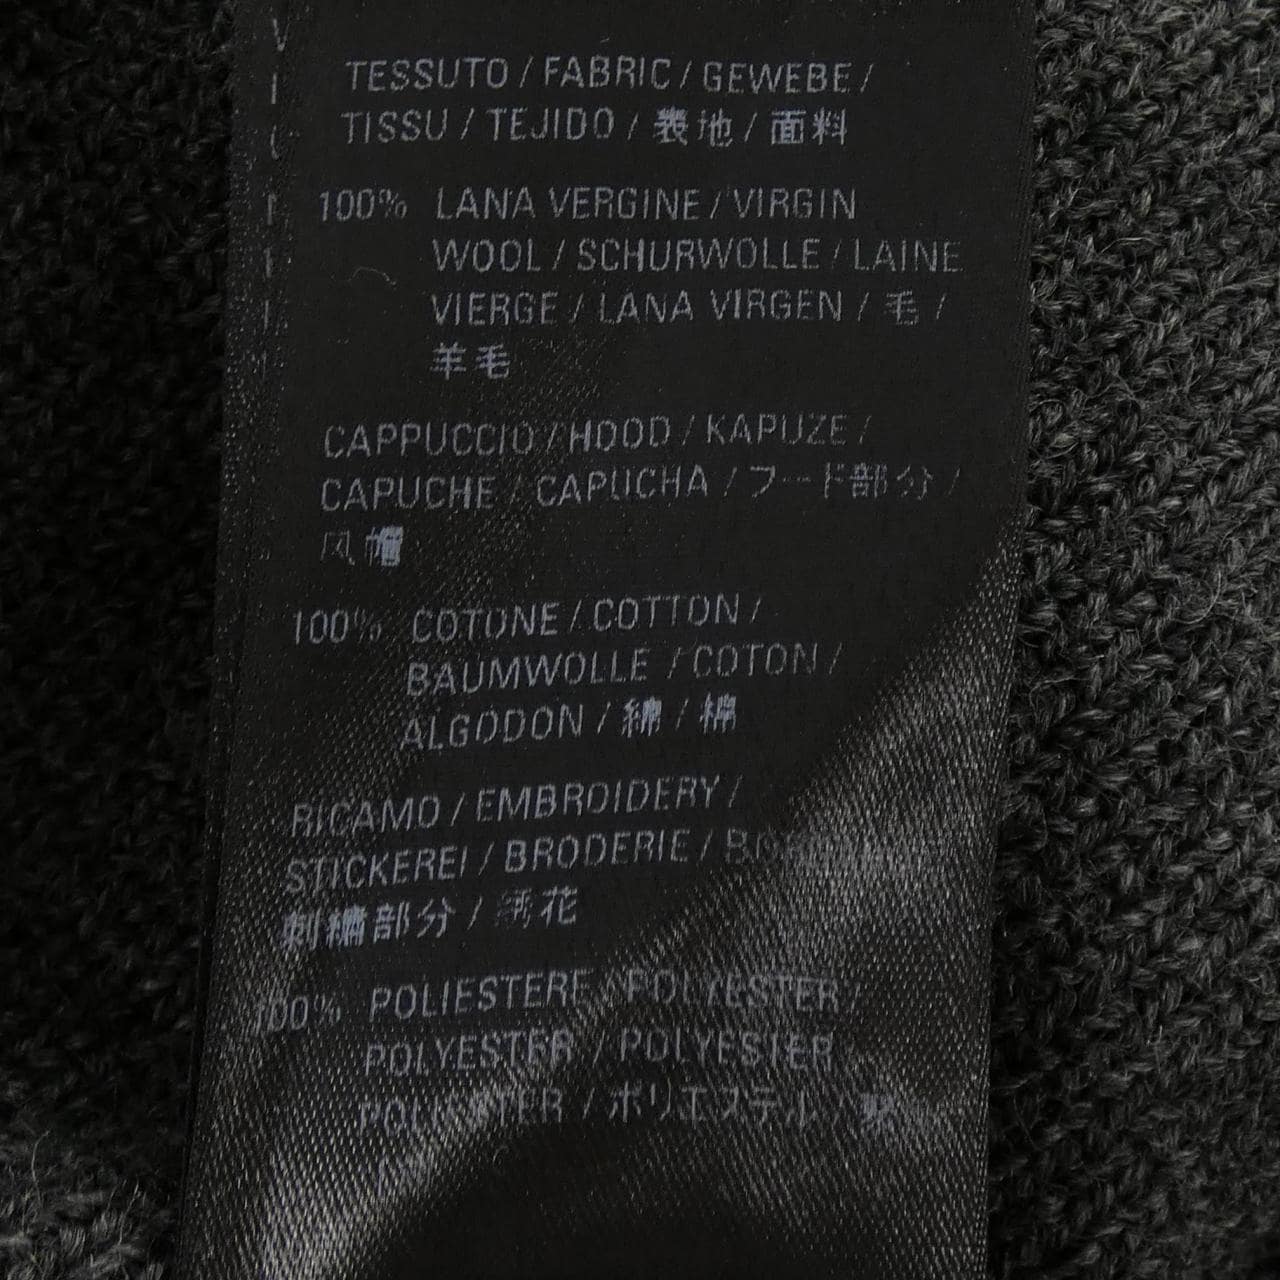 TESSUTO / FABRIC / GEWEBE /
TISSU / TEJIDO / 表地 / 面料
100% LANA VERGINE / VIRGIN
WOOL / SCHURWOLLE / LAINE
VIERGE / LANA VIRGEN / 毛 /
羊毛
CAPPUCCIO / HOOD / KAPUZE /
CAPUCHE / CAPUCHA / フード部分 /
风帽
100% COTONE / COTTON /
BAUMWOLLE / COTON /
ALGODON / 綿 / 棉
RICAMO / EMBROIDERY /
STICKEREI / BRODERIE /
刺繍部分 / 绣花
100% POLIESTERE / POLYESTER /
POLYESTER / POLYESTER
/ ポリエステル /